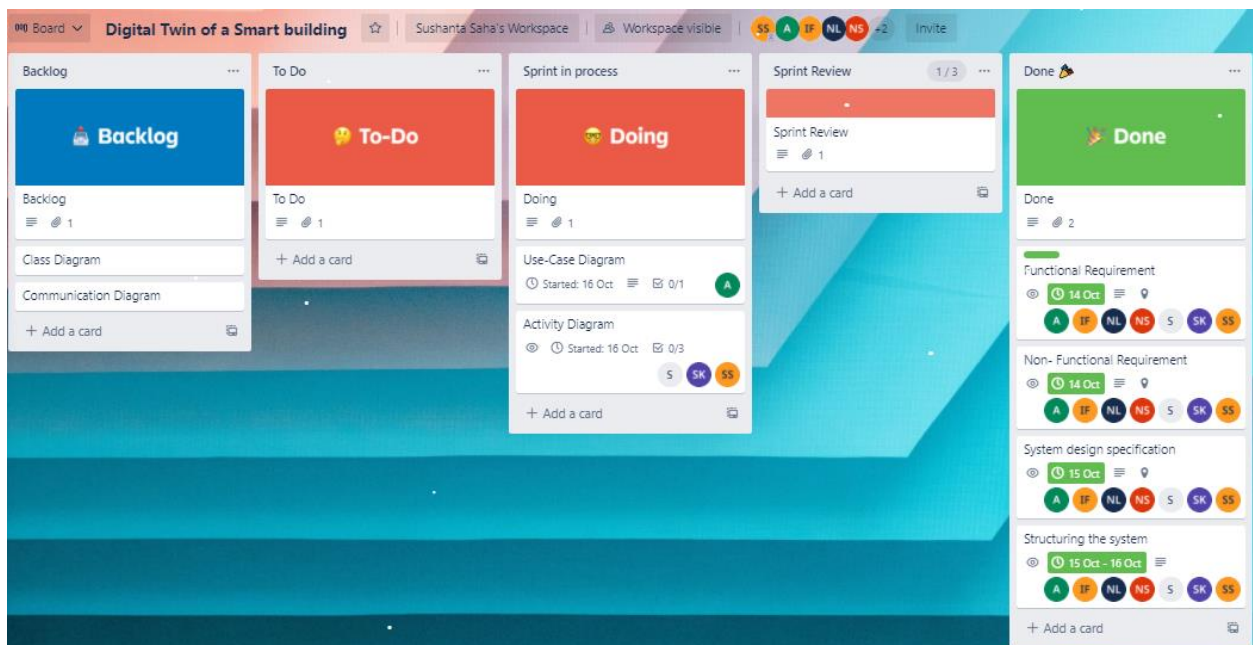 Board
Digital Twin of a Smart building
Sushanta Saha's Workspace
Workspace visible
SS
A
IF
NL
NS
+2
Invite
Backlog
Backlog
Backlog
1
Class Diagram
Communication Diagram
+ Add a card
To Do
To-Do
To Do
1
+ Add a card
Sprint in process
Doing
Doing
1
Use-Case Diagram
Started: 16 Oct 0/1
A
Activity Diagram
Started: 16 Oct 0/3
S SK SS
+ Add a card
Sprint Review 1 / 3
Sprint Review
1
+ Add a card
Done
Done
Done
2
Functional Requirement
14 Oct
A IF NL NS S SK SS
Non- Functional Requirement
14 Oct
A IF NL NS S SK SS
System design specification
15 Oct
A IF NL NS S SK SS
Structuring the system
15 Oct - 16 Oct
A IF NL NS S SK SS
+ Add a card